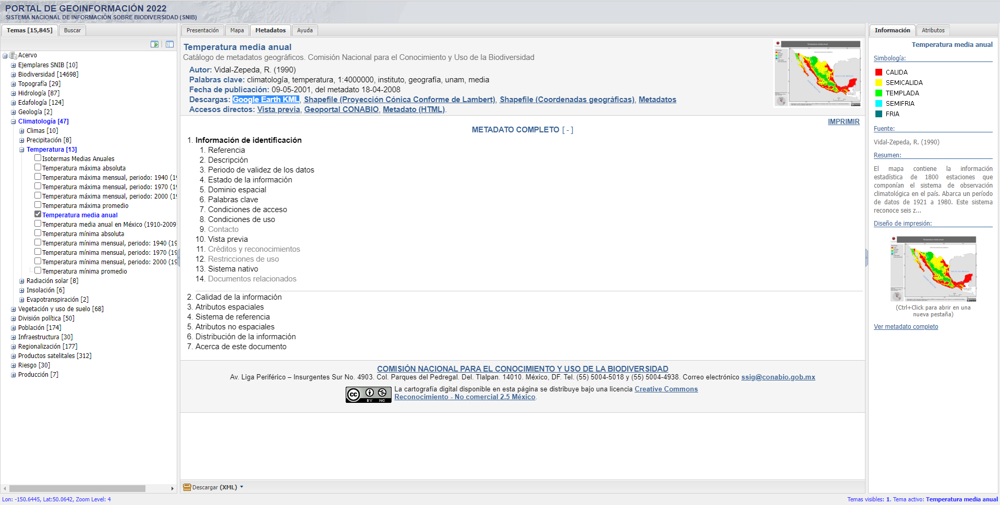 PORTAL DE GEOINFORMACIÓN 2022
SISTEMA NACIONAL DE INFORMACIÓN SOBRE BIODIVERSIDAD (SNIB)
Temas [15,845]
Buscar
Acervo
Ejemplares SNIB [10]
Biodiversidad [14698]
Topografía [29]
Hidrología [87]
Edafología [124]
Geología [2]
Climatología [47]
Climas [10]
Precipitación [8]
Temperatura [13]
Isotermas Medias Anuales
Temperatura máxima absoluta
Temperatura máxima mensual, periodo: 1940 (19
Temperatura máxima mensual, periodo: 1970 (19
Temperatura máxima mensual, periodo: 2000 (19
Temperatura máxima promedio
Temperatura media anual
Temperatura media anual en México (1910-2009
Temperatura mínima absoluta
Temperatura mínima mensual, periodo: 1940 (19
Temperatura mínima mensual, periodo: 1970 (19
Temperatura mínima mensual, periodo: 2000 (19
Temperatura mínima promedio
Radiación solar [8]
Insolación [6]
Evapotranspiración [2]
Vegetación y uso de suelo [68]
División política [50]
Población [174]
Infraestructura [30]
Regionalización [177]
Productos satelitales [312]
Riesgo [30]
Producción [7]
Lon: -150.6445, Lat:50.0642, Zoom Level: 4
Presentación
Mapa
Metadatos
Ayuda
Temperatura media anual
Catálogo de metadatos geográficos. Comisión Nacional para el Conocimiento y Uso de la Biodiversidad
Autor: Vidal-Zepeda, R. (1990)
Palabras clave: climatología, temperatura, 1:4000000, instituto, geografía, unam, media
Fecha de publicación: 09-05-2001, del metadato 18-04-2008
Descargas: Google Earth KML, Shapefile (Proyección Cónica Conforme de Lambert), Shapefile (Coordenadas geográficas), Metadatos
Accesos directos: Vista previa, Geoportal CONABIO, Metadato (HTML).
IMPRIMIR
METADATO COMPLETO [ - ]
1. Información de identificación
1. Referencia
2. Descripción
3. Periodo de validez de los datos
4. Estado de la información
5. Dominio espacial
6. Palabras clave
7. Condiciones de acceso
8. Condiciones de uso
9. Contacto
10. Vista previa
11. Créditos y reconocimientos
12. Restricciones de uso
13. Sistema nativo
14. Documentos relacionados
2. Calidad de la información
3. Atributos espaciales
4. Sistema de referencia
5. Atributos no espaciales
6. Distribución de la información
7. Acerca de este documento
COMISIÓN NACIONAL PARA EL CONOCIMIENTO Y USO DE LA BIODIVERSIDAD
Av. Liga Periférico – Insurgentes Sur No. 4903. Col. Parques del Pedregal. Del. Tlalpan. 14010. México, DF. Tel. (55) 5004-5018 y (55) 5004-4938. Correo electrónico ssig@conabio.gob.mx
cc BY NC
La cartografía digital disponible en esta página se distribuye bajo una licencia Creative Commons
Reconocimiento - No comercial 2.5 México.
Descargar (XML)
Información
Atributos
Temperatura media anual
Simbología:
CALIDA
SEMICALIDA
TEMPLADA
SEMIFRIA
FRIA
Fuente:
Vidal-Zepeda, R. (1990)
Resumen:
El mapa contiene la información
estadística de 1800 estaciones que
componían el sistema de observación
climatológica en el país. Abarca un período
de datos de 1921 a 1980. Este sistema
reconoce seis z...
Diseño de impresión:
(Ctrl+Click para abrir en una
nueva pestaña)
Ver metadato completo
Temas visibles: 1. Tema activo: Temperatura media anual